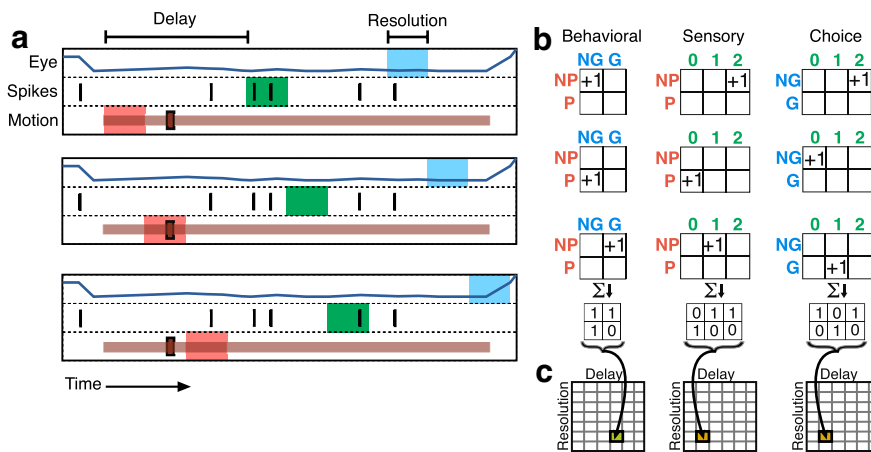 a
Delay
Resolution
Eye
Spikes
Motion
Time
b
Behavioral
Sensory
Choice
NG G
NP +1
P
0 1 2
NP +1
P
0 1 2
NG +1
G
NG G
NP
P +1
0 1 2
NP
P +1
0 1 2
NG +1
G
NG G
NP +1
P
0 1 2
NP +1
P
0 1 2
NG
G +1
Σ
Σ
Σ
1 1
1 0
0 1 1
1 0 0
1 0 1
0 1 0
c
Delay
Resolution
Delay
Resolution
Delay
Resolution